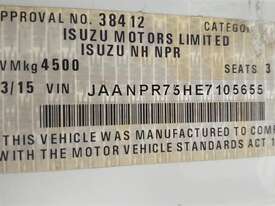 APPROVAL NO. 38412 CATEGO
ISUZU MOTORS LIMITED
ISUZU NH NPR
VMkg 4500 SEATS 3
3/15 VIN JAANPR75HE7105655
THIS VEHICLE WAS MANUFACTURED TO COM
WITH THE MOTOR VEHICLE STANDARDS ACT 1